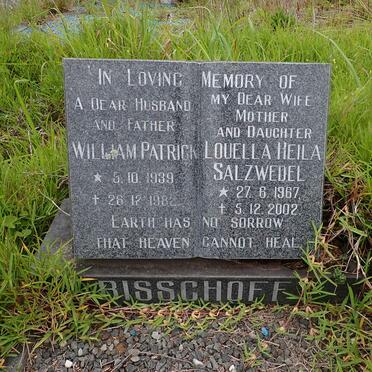 IN LOVING MEMORY OF
A DEAR HUSBAND
AND FATHER
WILLIAM PATRICK
* 5.10.1939
† 26.12.1982
MY DEAR WIFE
MOTHER
AND DAUGHTER
LOUELLA HEILA
SALZWEDEL
* 27.6.1967
† 5.12.2002
EARTH HAS NO SORROW
THAT HEAVEN CANNOT HEAL
BISSCHOFF